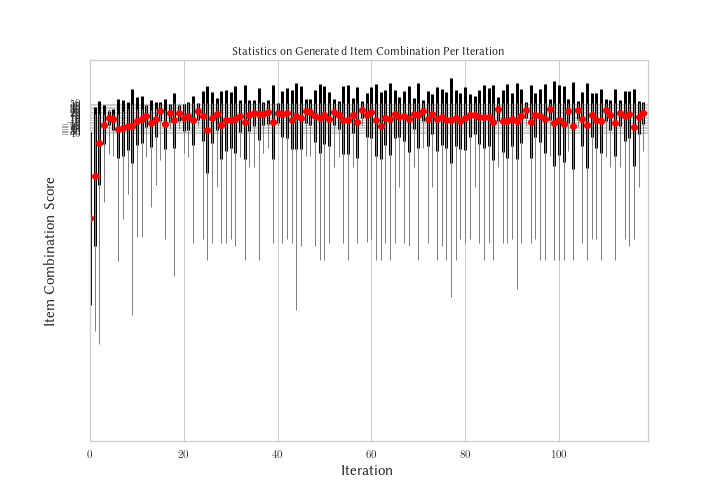 Statistics on Generated Item Combination Per Iteration
Item Combination Score
0 20 40 60 80 100
Iteration